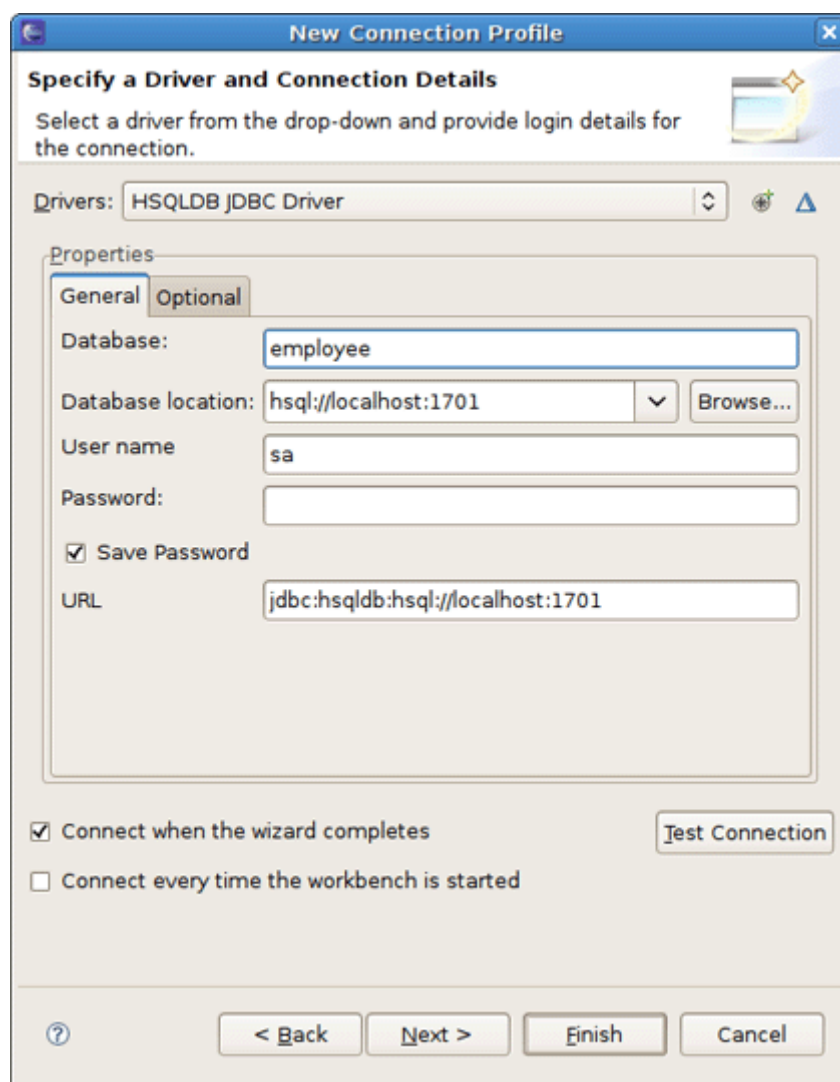 New Connection Profile
Specify a Driver and Connection Details
Select a driver from the drop-down and provide login details for
the connection.
Drivers: HSQLDB JDBC Driver
Properties
General Optional
Database: employee
Database location: hsql://localhost:1701 Browse...
User name sa
Password:
Save Password
URL jdbc:hsqldb:hsql://localhost:1701
Connect when the wizard completes Test Connection
Connect every time the workbench is started
? < Back Next > Finish Cancel